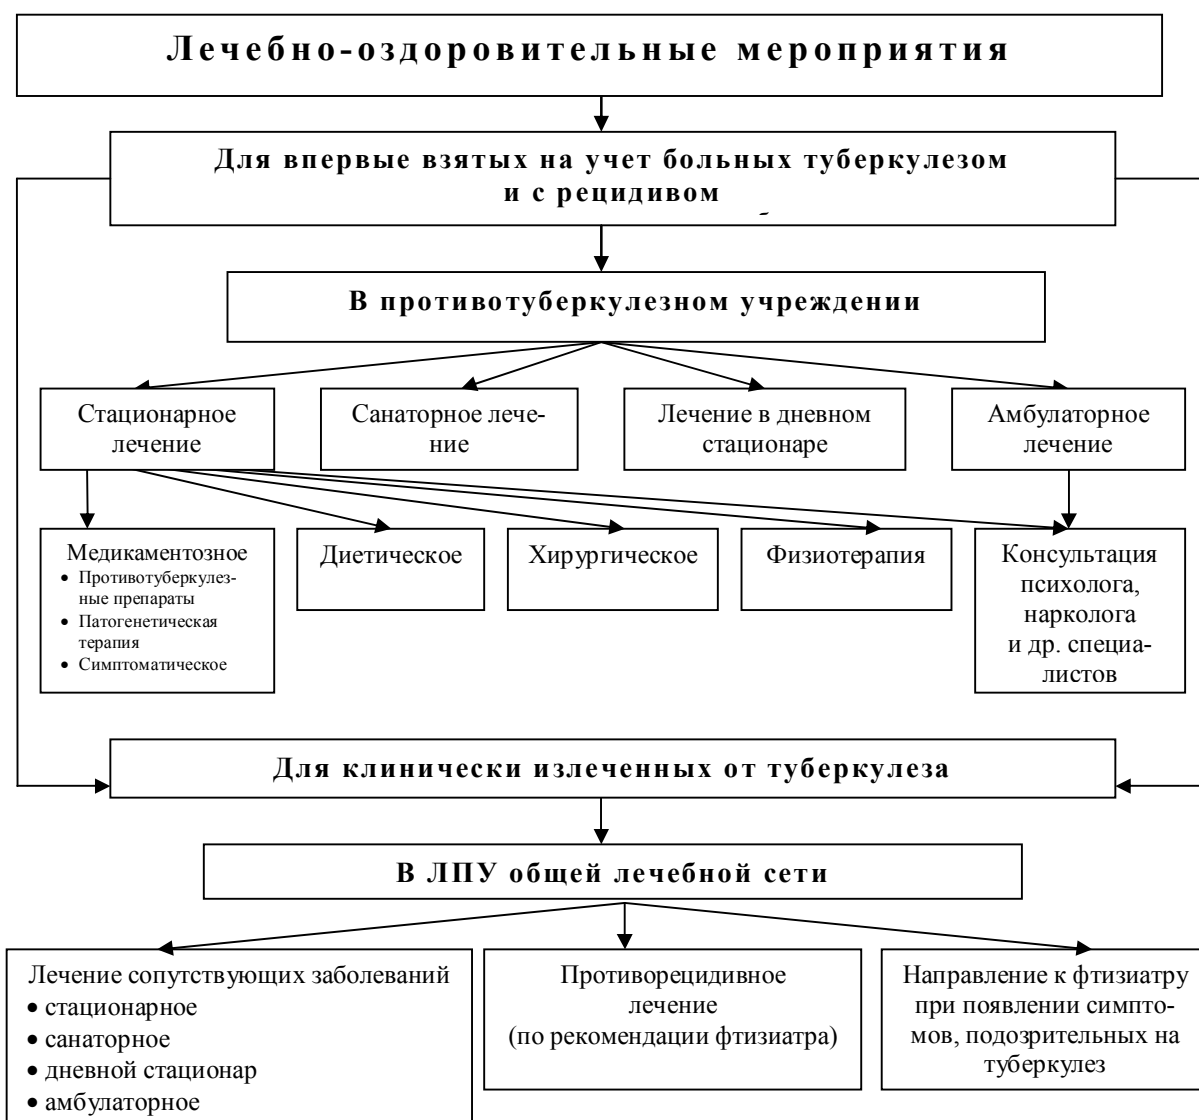 Лечебно-оздоровительные мероприятия
Для впервые взятых на учет больных туберкулезом
и с рецидивом
В противотуберкулезном учреждении
Стационарное
лечение
Санаторное лече-
ние
Лечение в дневном
стационаре
Амбулаторное
лечение
Медикаментозное
• Противотуберкулез-
ные препараты
• Патогенетическая
терапия
• Симптоматическое
Диетическое
Хирургическое
Физиотерапия
Консультация
психолога,
нарколога
и др. специа-
листов
Для клинически излеченных от туберкулеза
В ЛПУ общей лечебной сети
Лечение сопутствующих заболеваний
• стационарное
• санаторное
• дневной стационар
• амбулаторное
Противорецидивное
лечение
(по рекомендации фтизиатра)
Направление к фтизиатру
при появлении симпто-
мов, подозрительных на
туберкулез